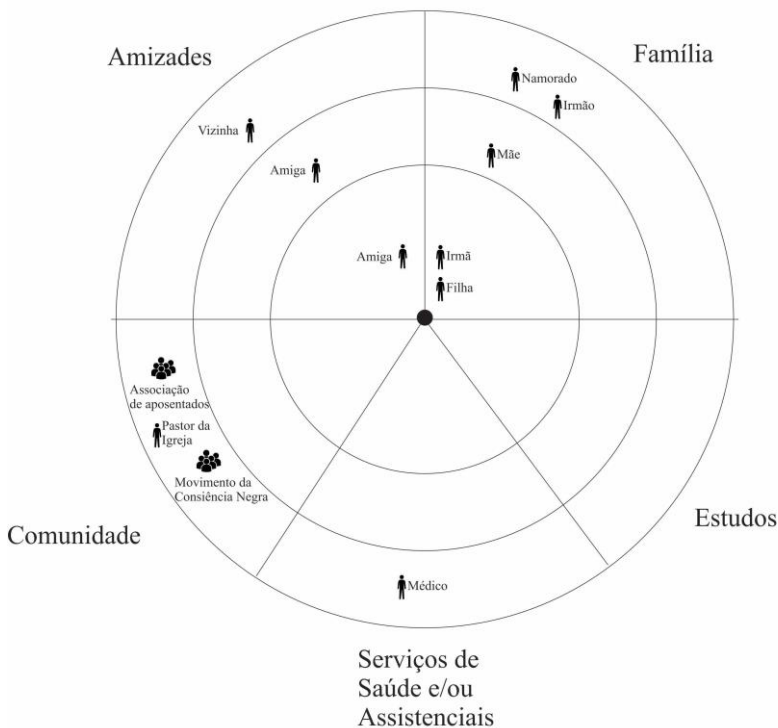 Amizades
Família
Namorado
Irmão
Vizinha
Mãe
Amiga
Amiga
Irmã
Filha
Associação
de aposentados
Pastor da
Igreja
Movimento da
Consiência Negra
Comunidade
Estudos
Médico
Serviços de
Saúde e/ou
Assistenciais